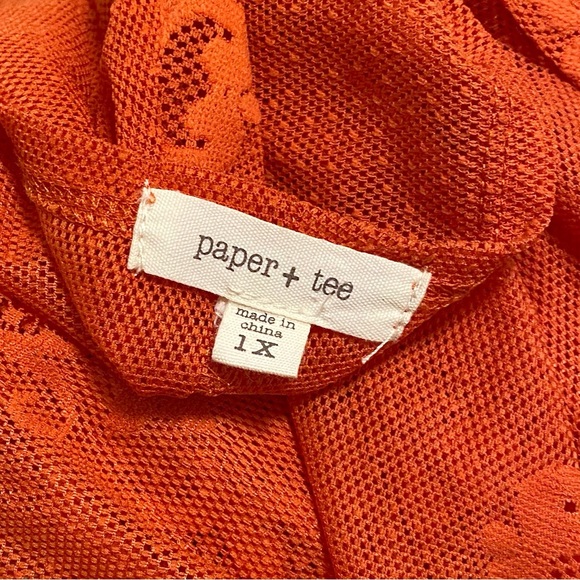 paper + tee
made in
china
1X